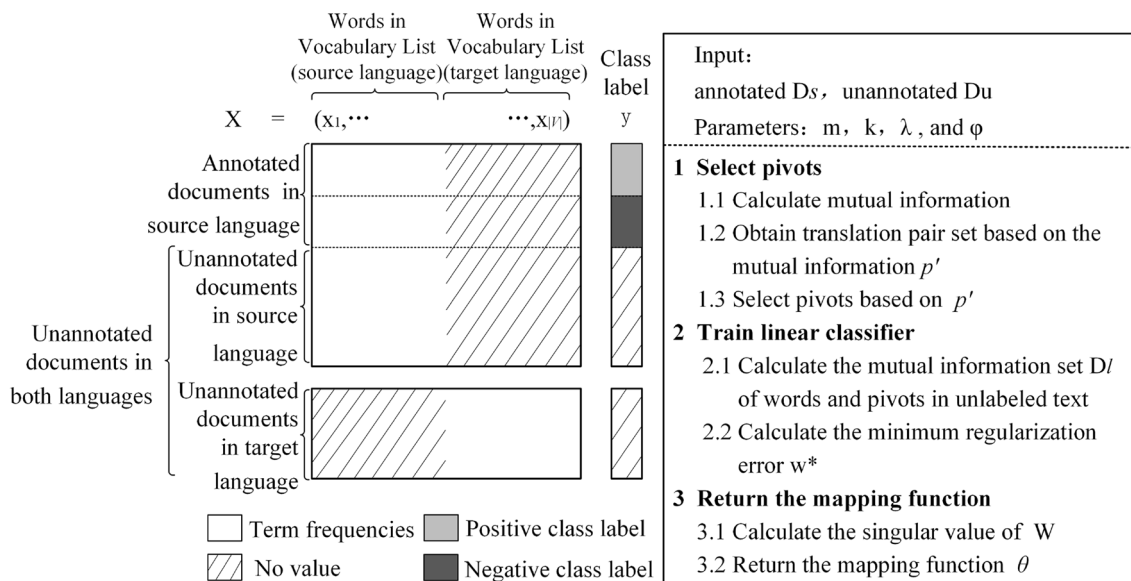 Words in
Vocabulary List
(source language)
Words in
Vocabulary List
(target language)
Class
label
X = (x1,··· ···,x|V|) y
Annotated
documents in
source language
Unannotated
documents
in source
language
Unannotated
documents in
both languages
Unannotated
documents
in target
language
Term frequencies
Positive class label
No value
Negative class label
Input:
annotated Ds, unannotated Du
Parameters: m, k, λ, and φ
1 Select pivots
1.1 Calculate mutual information
1.2 Obtain translation pair set based on the
mutual information p′
1.3 Select pivots based on p′
2 Train linear classifier
2.1 Calculate the mutual information set Dl
of words and pivots in unlabeled text
2.2 Calculate the minimum regularization
error w*
3 Return the mapping function
3.1 Calculate the singular value of W
3.2 Return the mapping function θ